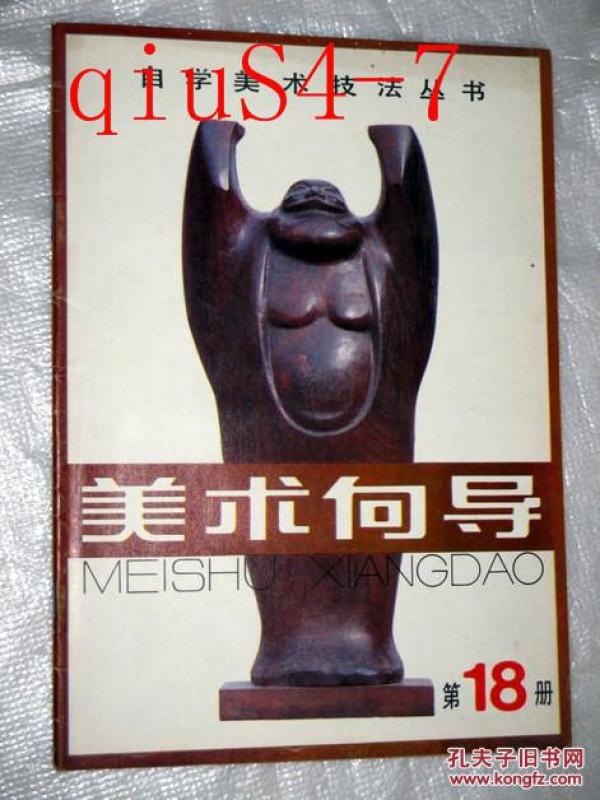 qiuS4-7
自学美术技法丛书
美术向导
MEISHU XIANGDAO
第18册
孔夫子旧书网
www.kongfz.com